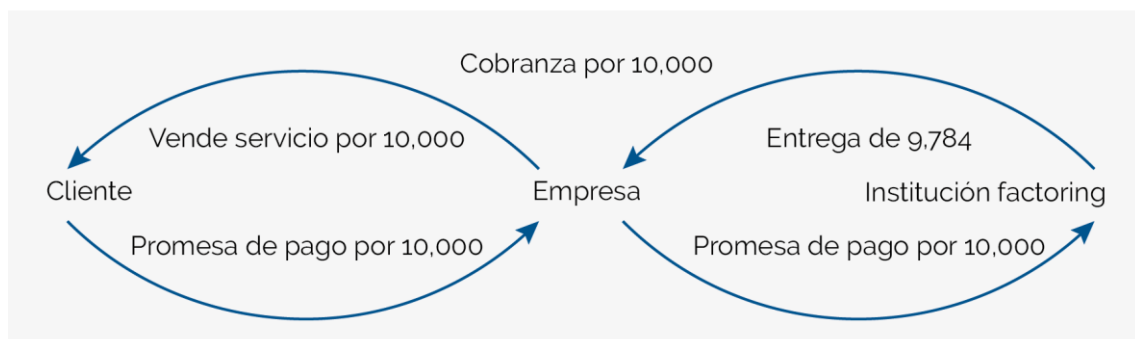 Cobranza por 10,000
Vende servicio por 10,000
Entrega de 9,784
Cliente
Empresa
Institución factoring
Promesa de pago por 10,000
Promesa de pago por 10,000